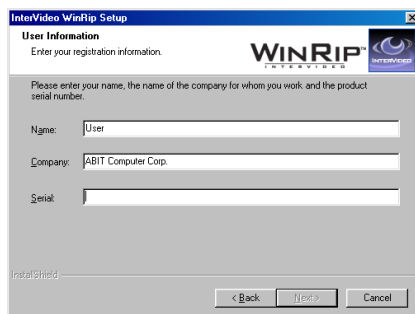 InterVideo WinRip Setup
User Information
Enter your registration information.
WINRIP™
INTERVIDEO
INTERVIDEO
Please enter your name, the name of the company for whom you work and the product
serial number.
Name: User
Company: ABIT Computer Corp.
Serial:
InstallShield
< Back Next > Cancel